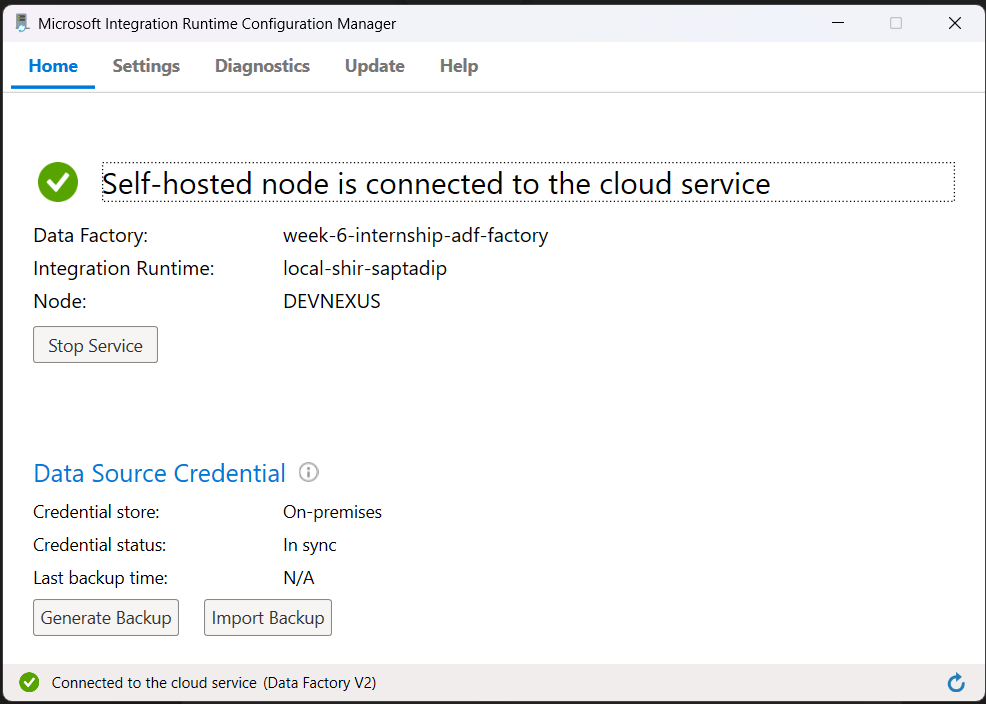 Microsoft Integration Runtime Configuration Manager
Home Settings Diagnostics Update Help
Self-hosted node is connected to the cloud service
Data Factory: week-6-internship-adf-factory
Integration Runtime: local-shir-saptadip
Node: DEVNEXUS
Stop Service
Data Source Credential
Credential store: On-premises
Credential status: In sync
Last backup time: N/A
Generate Backup Import Backup
Connected to the cloud service (Data Factory V2)